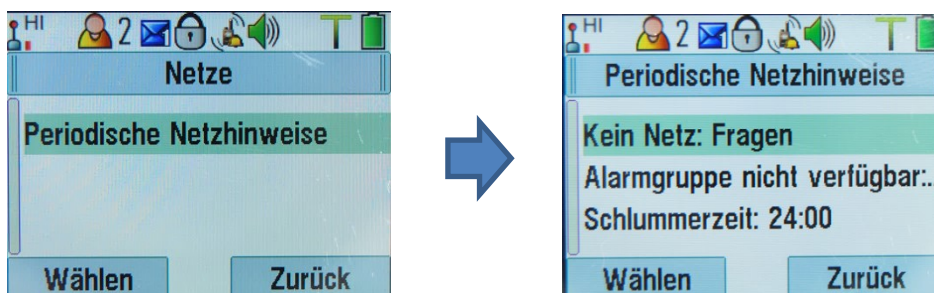 HI 2 T
Netze
Periodische Netzhinweise
Wählen Zurück
HI 2 T
Periodische Netzhinweise
Kein Netz: Fragen
Alarmgruppe nicht verfügbar:..
Schlummerzeit: 24:00
Wählen Zurück